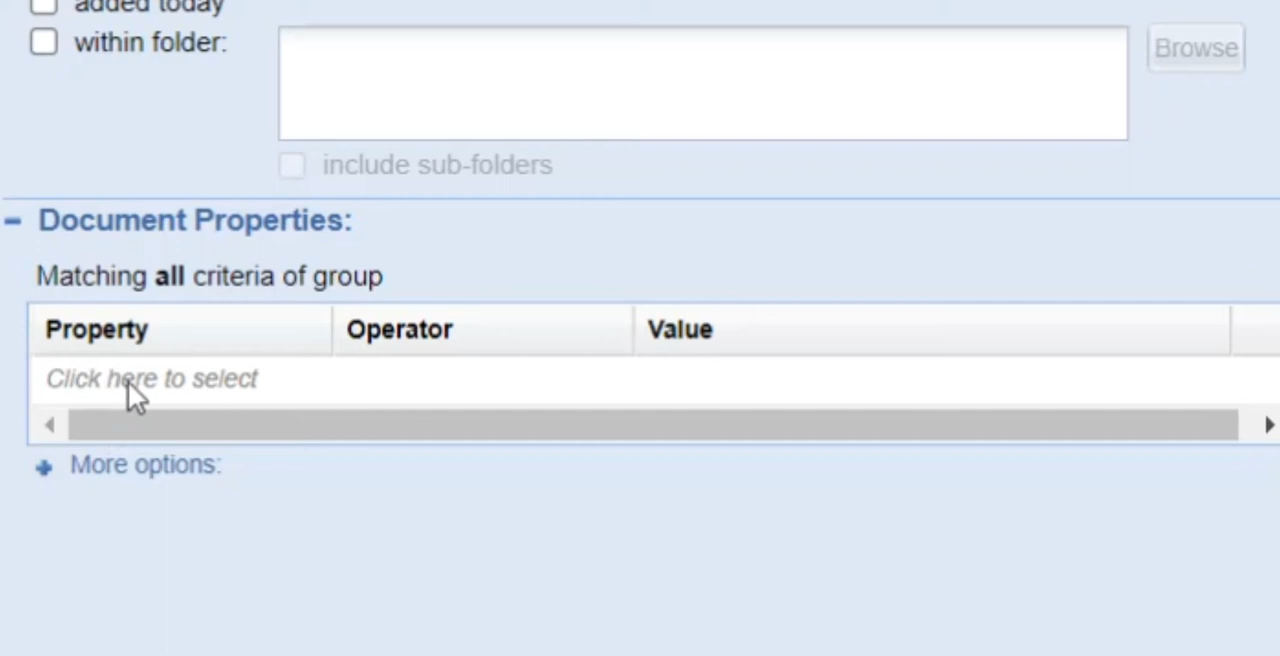 added today
within folder:
Browse
include sub-folders
Document Properties:
Matching all criteria of group
Property Operator Value
Click here to select
More options: